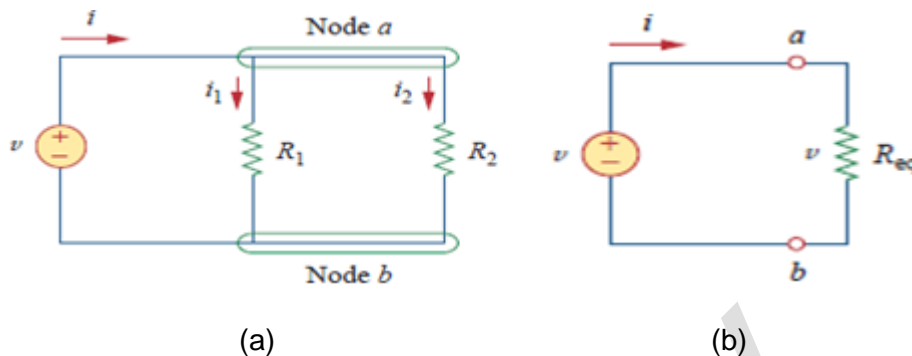 i
Node a
i₁
i₂
+
−
v
R₁
R₂
Node b
(a)
i
a
+
−
v
v
Req
b
(b)